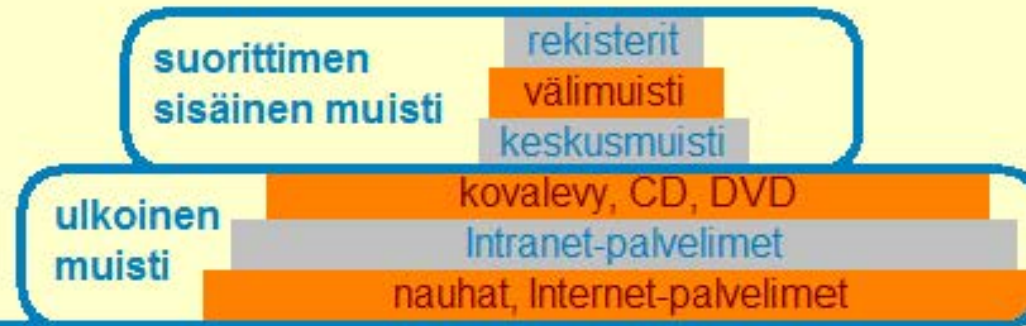 suorittimen
sisäinen muisti
rekisterit
välimuisti
keskusmuisti
ulkoinen
muisti
kovalevy, CD, DVD
Intranet-palvelimet
nauhat, Internet-palvelimet